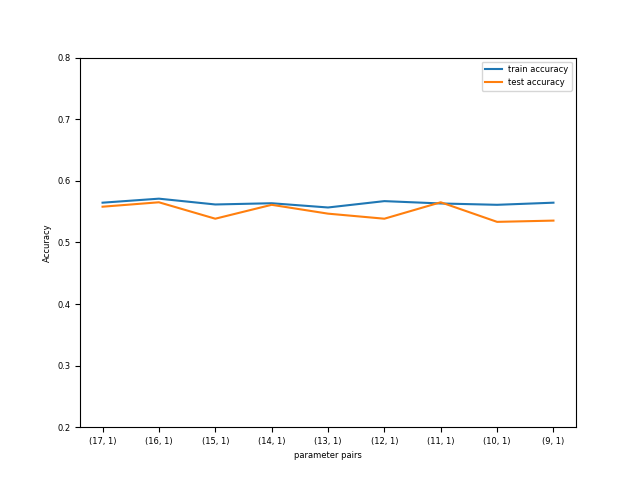 0.8
train accuracy
test accuracy
0.7
0.6
0.5
0.4
0.3
0.2
Accuracy
(17, 1) (16, 1) (15, 1) (14, 1) (13, 1) (12, 1) (11, 1) (10, 1) (9, 1)
parameter pairs